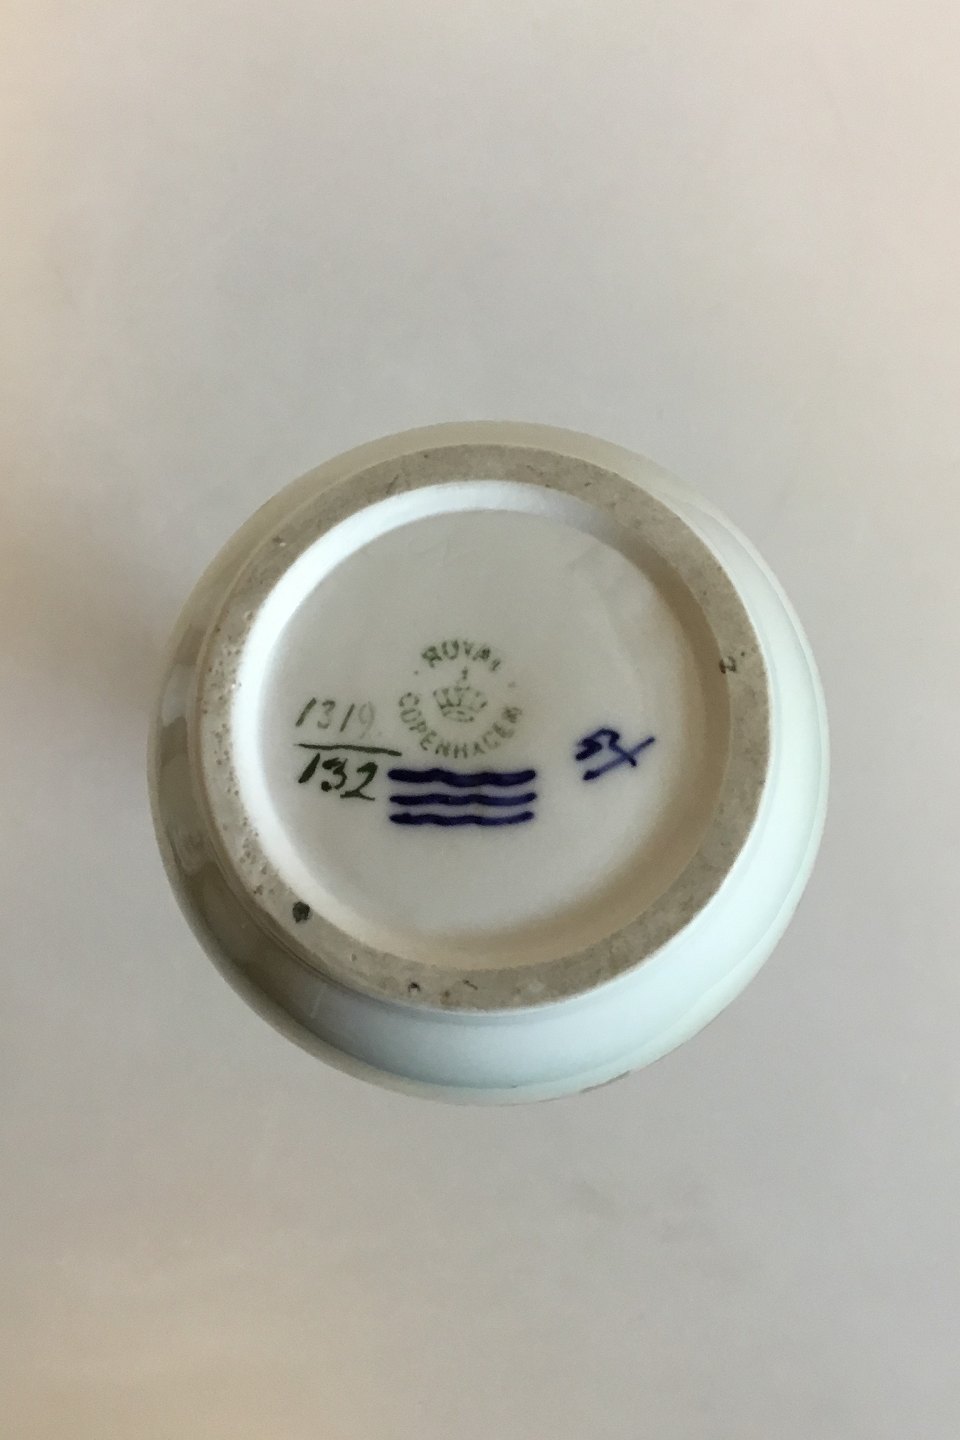 ROYAL
COPENHAGEN
1319.
132